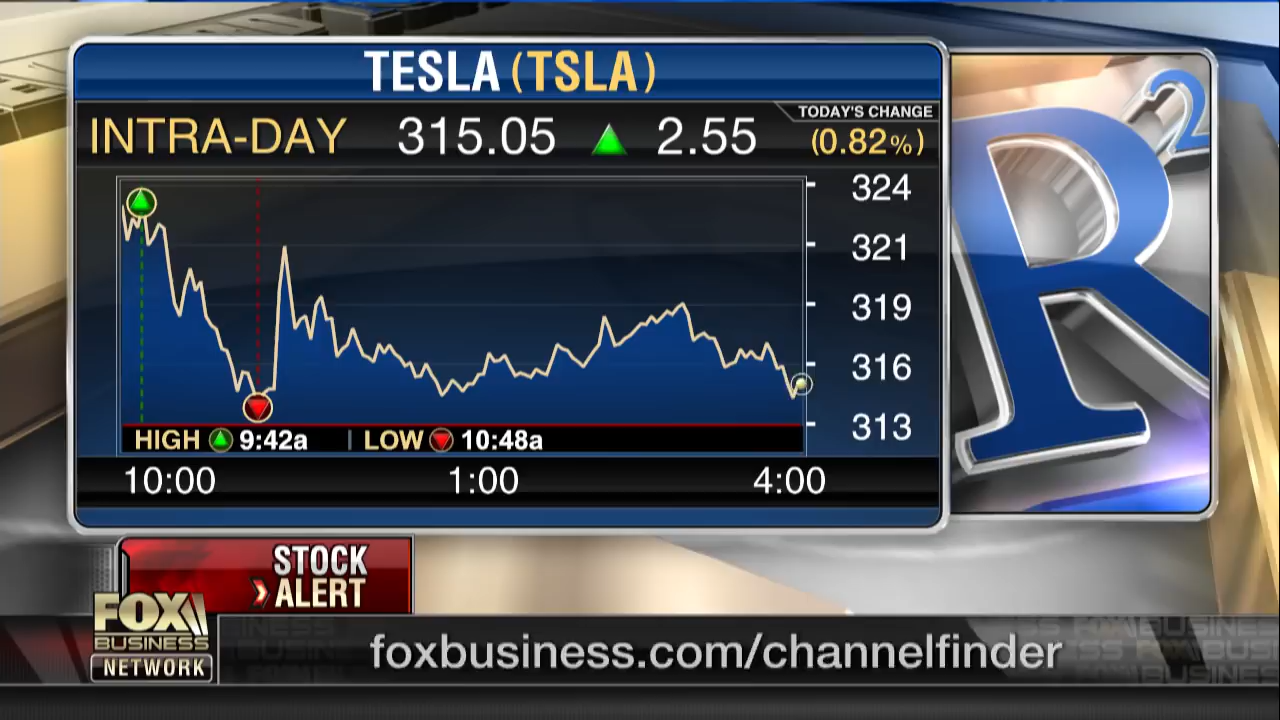 TESLA (TSLA)
TODAY'S CHANGE
INTRA-DAY 315.05 2.55 (0.82%)
324
321
319
316
313
HIGH 9:42a | LOW 10:48a
10:00 1:00 4:00
R2
STOCK
ALERT
FOX
BUSINESS
NETWORK
foxbusiness.com/channelfinder